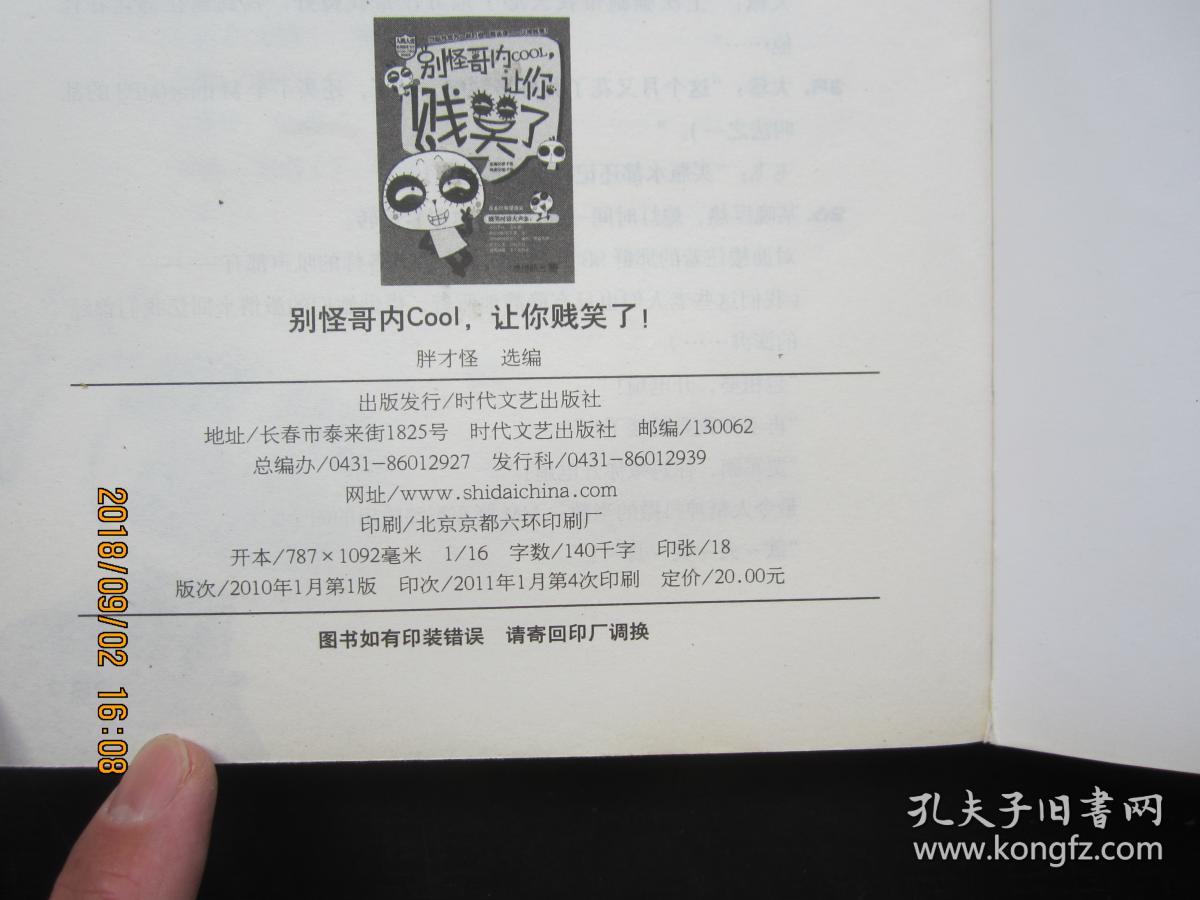 别怪哥内COOL,
让你
贱笑了
别怪哥内Cool，让你贱笑了！
胖才怪 选编
出版发行/时代文艺出版社
地址/长春市泰来街1825号 时代文艺出版社 邮编/130062
总编办/0431-86012927 发行科/0431-86012939
网址/www.shidaichina.com
印刷/北京京都六环印刷厂
开本/787×1092毫米 1/16 字数/140千字 印张/18
版次/2010年1月第1版 印次/2011年1月第4次印刷 定价/20.00元
图书如有印装错误 请寄回印厂调换
2018/09/02 16:08
孔夫子旧书网
www.kongfz.com